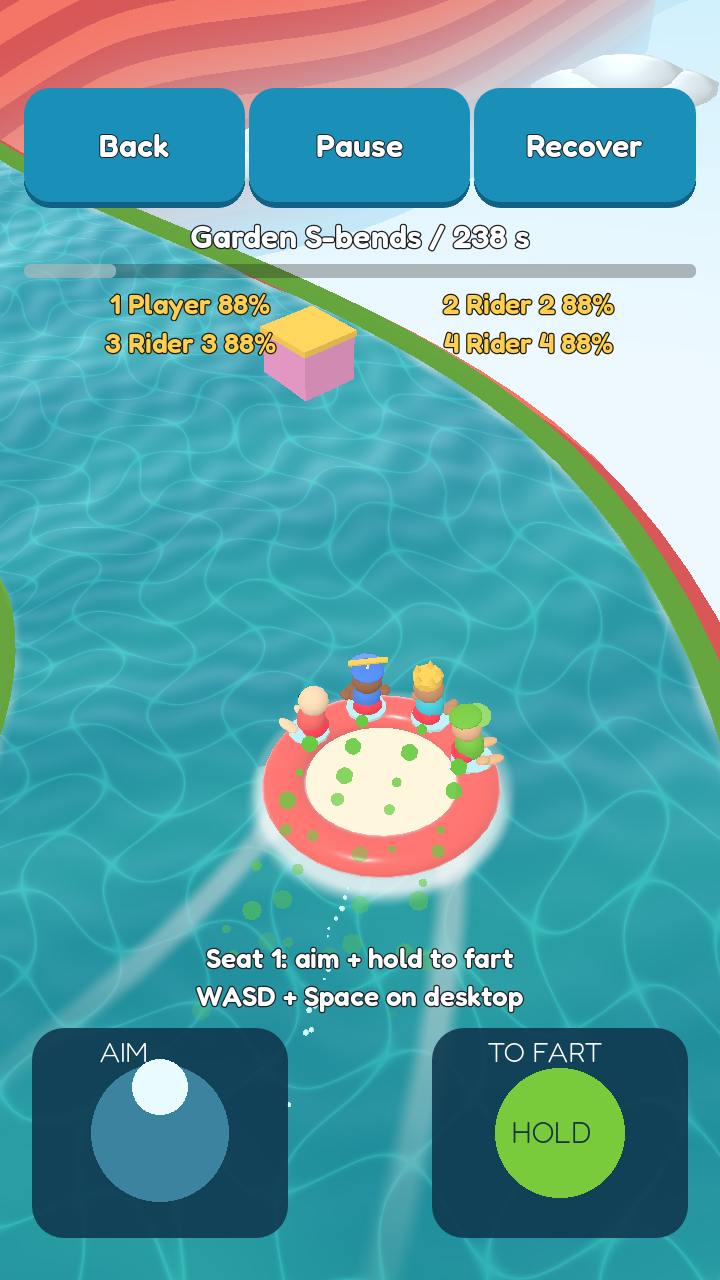 Back
Pause
Recover
Garden S-bends / 238 s
1 Player 88%
2 Rider 2 88%
3 Rider 3 88%
4 Rider 4 88%
Seat 1: aim + hold to fart
WASD + Space on desktop
AIM
TO FART
HOLD